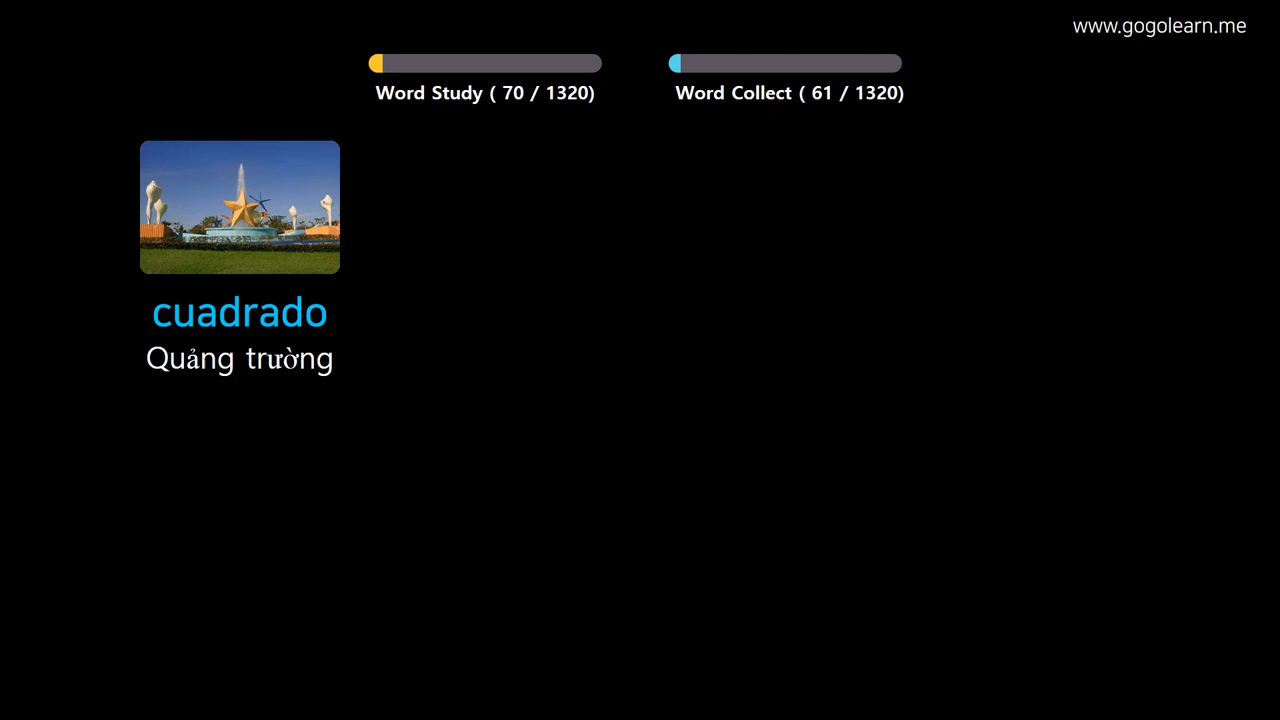 www.gogolearn.me
Word Study ( 70 / 1320)
Word Collect ( 61 / 1320)
cuadrado
Quảng trường